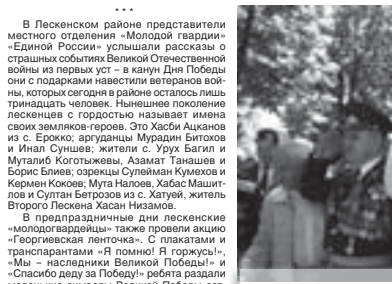 * * *
В Лескенском районе представители
местного отделения «Молодой гвардии»
«Единой России» услышали рассказы о
страшных событиях Великой Отечественной
войны из первых уст – в канун Дня Победы
они с подарками навестили ветеранов вой-
ны, которых сегодня в районе осталось лишь
тринадцать человек. Нынешнее поколение
лескенцев с гордостью называет имена
своих земляков-героев. Это Хасби Ацканов
из с. Ерокко; аргуданцы Мурадин Битохов
и Инал Суншев; жители с. Урух Багил и
Муталиб Коготыжевы, Азамат Танашев и
Борис Блиев; озрекцы Сулейман Кумехов и
Кермен Кокоев; Мута Налоев, Хабас Машит-
лов и Султан Бетрозов из с. Хатуей, житель
Второго Лескена Хасан Низамов.
В предпраздничные дни лескенские
«молодогвардейцы» также провели акцию
«Георгиевская ленточка». С плакатами и
транспарантами «Я помню! Я горжусь!»,
«Мы – наследники Великой Победы!» и
«Спасибо деду за Победу!» ребята раздали